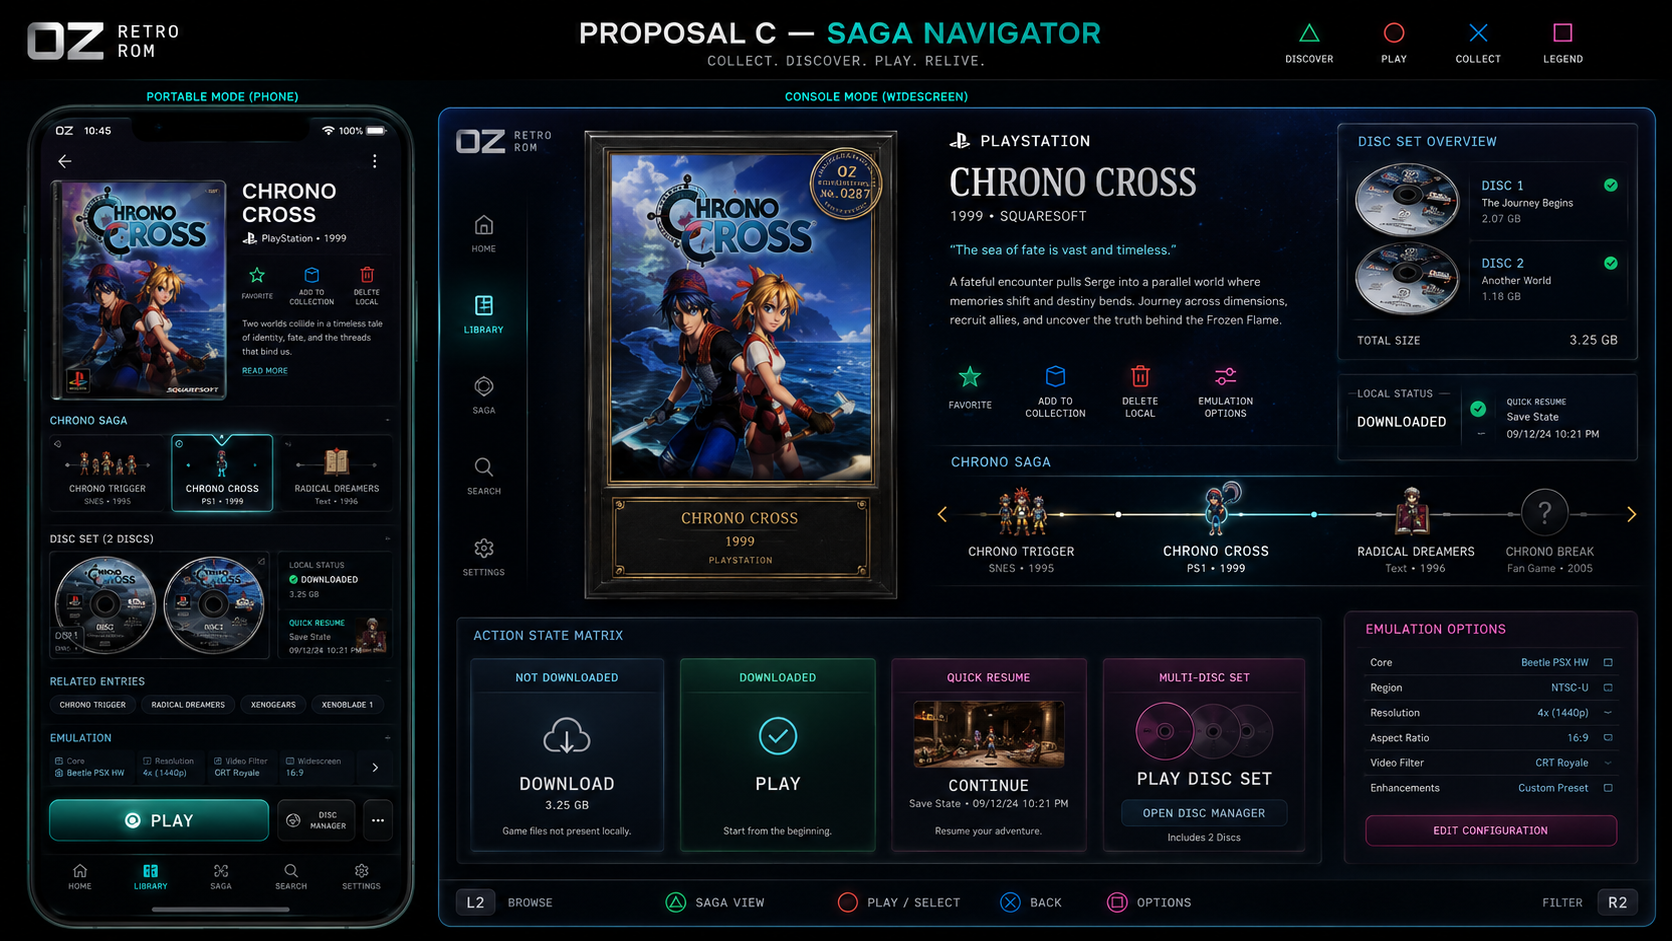 OZ RETRO
ROM
PROPOSAL C — SAGA NAVIGATOR
COLLECT. DISCOVER. PLAY. RELIVE.
DISCOVER
PLAY
COLLECT
LEGEND
PORTABLE MODE (PHONE)
OZ 10:45
100%
CHRONO
CROSS
SQUARESOFT
CHRONO
CROSS
PlayStation • 1999
FAVORITE
ADD TO
COLLECTION
DELETE
LOCAL
Two worlds collide in a timeless tale
of identity, fate, and the threads
that bind us.
READ MORE
CHRONO SAGA
CHRONO TRIGGER
SNES • 1995
CHRONO CROSS
PS1 • 1999
RADICAL DREAMERS
Text • 1996
DISC SET (2 DISCS)
CHRONO
CROSS
CHRONO
CROSS
LOCAL STATUS
DOWNLOADED
3.25 GB
QUICK RESUME
Save State
09/12/24 10:21 PM
RELATED ENTRIES
CHRONO TRIGGER
RADICAL DREAMERS
XENOGEARS
XENOBLADE 1
EMULATION
Core
Beetle PSX HW
Resolution
4x (1440p)
Video Filter
CRT Royale
Widescreen
16:9
PLAY
DISC
MANAGER
HOME
LIBRARY
SAGA
SEARCH
SETTINGS
CONSOLE MODE (WIDESCREEN)
OZ RETRO
ROM
HOME
LIBRARY
SAGA
SEARCH
SETTINGS
OZ
No. 0287
CHRONO
CROSS
CHRONO CROSS
1999
PLAYSTATION
PLAYSTATION
CHRONO CROSS
1999 • SQUARESOFT
“The sea of fate is vast and timeless.”
A fateful encounter pulls Serge into a parallel world where
memories shift and destiny bends. Journey across dimensions,
recruit allies, and uncover the truth behind the Frozen Flame.
FAVORITE
ADD TO
COLLECTION
DELETE
LOCAL
EMULATION
OPTIONS
DISC SET OVERVIEW
DISC 1
The Journey Begins
2.07 GB
DISC 2
Another World
1.18 GB
TOTAL SIZE 3.25 GB
LOCAL STATUS
DOWNLOADED
QUICK RESUME
Save State
09/12/24 10:21 PM
CHRONO SAGA
CHRONO TRIGGER
SNES • 1995
CHRONO CROSS
PS1 • 1999
RADICAL DREAMERS
Text • 1996
?
CHRONO BREAK
Fan Game • 2005
ACTION STATE MATRIX
NOT DOWNLOADED
DOWNLOAD
3.25 GB
Game files not present locally.
DOWNLOADED
PLAY
Start from the beginning.
QUICK RESUME
CONTINUE
Save State • 09/12/24 10:21 PM
Resume your adventure.
MULTI-DISC SET
PLAY DISC SET
OPEN DISC MANAGER
Includes 2 Discs
EMULATION OPTIONS
Core Beetle PSX HW
Region NTSC-U
Resolution 4x (1440p)
Aspect Ratio 16:9
Video Filter CRT Royale
Enhancements Custom Preset
EDIT CONFIGURATION
L2 BROWSE
SAGA VIEW
PLAY / SELECT
BACK
OPTIONS
FILTER R2